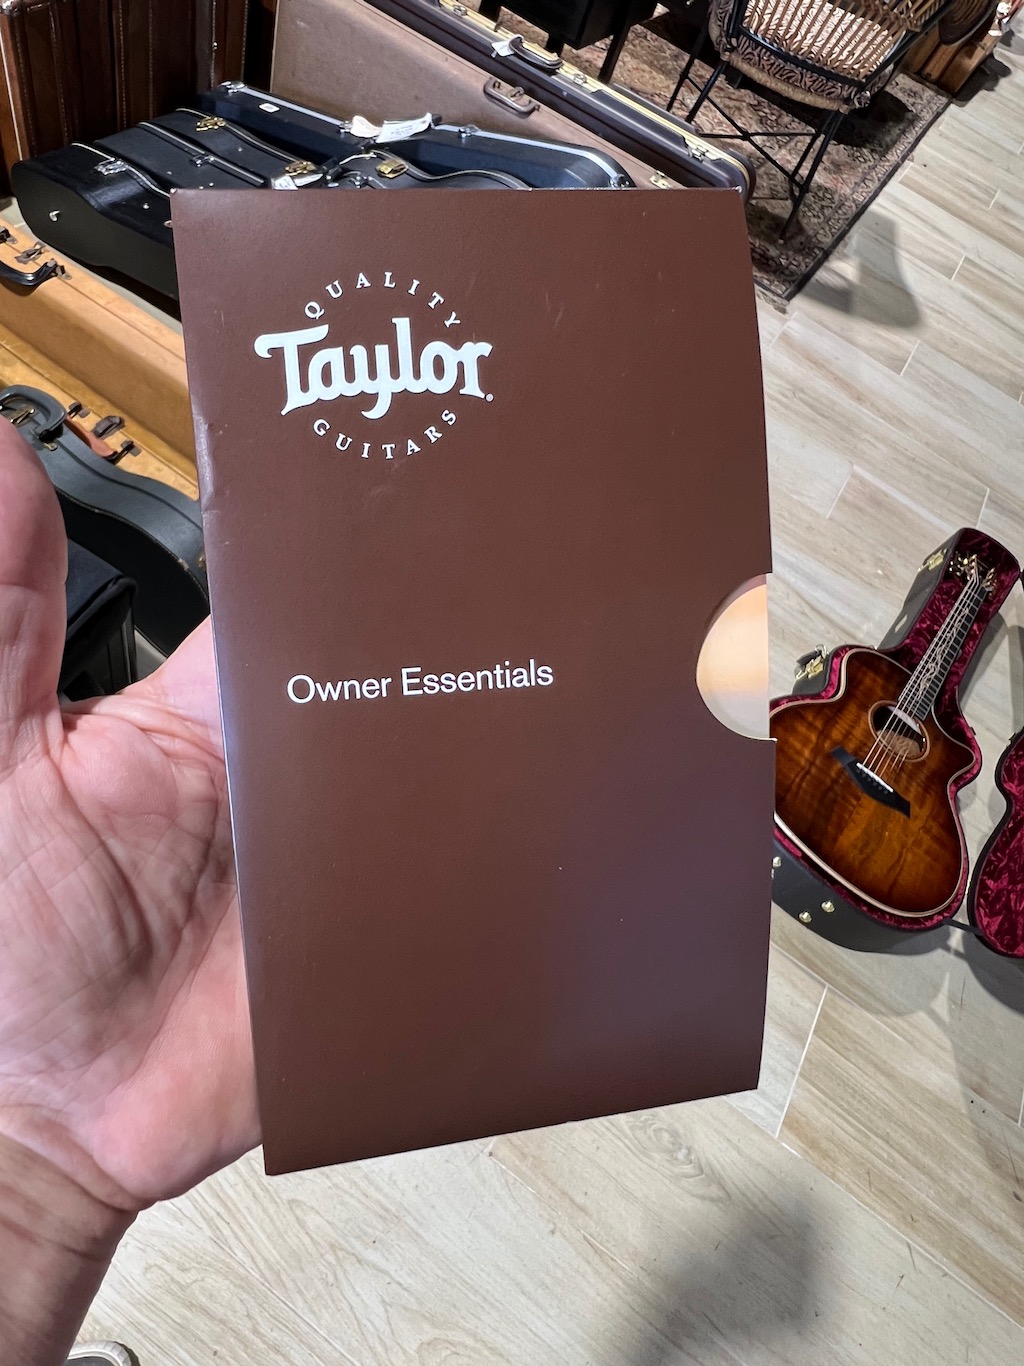 QUALITY
Taylor®
GUITARS
Owner Essentials